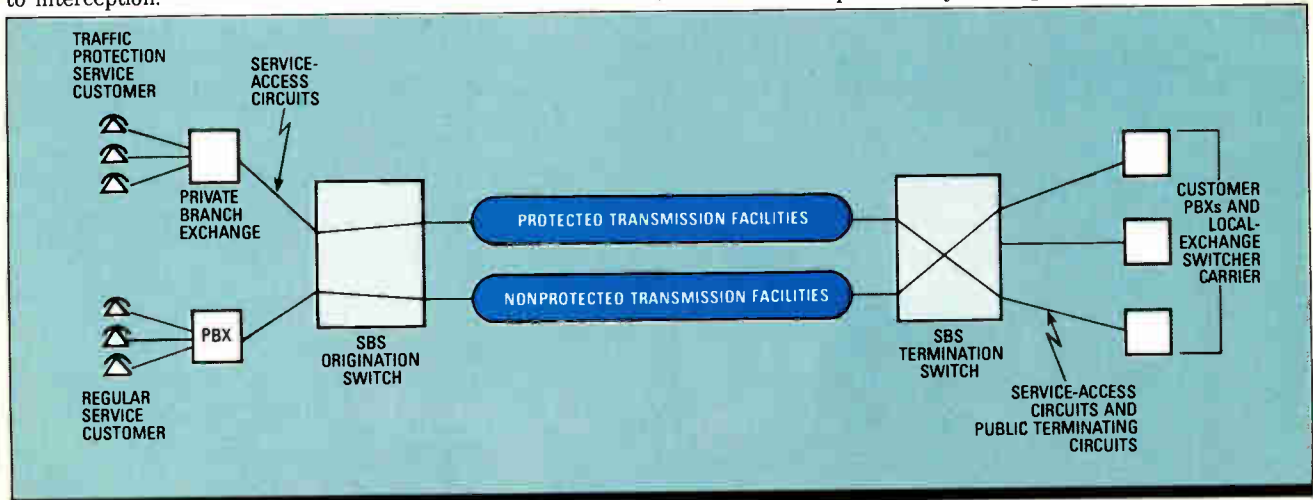 to interception.
TRAFFIC
PROTECTION
SERVICE
CUSTOMER
SERVICE-
ACCESS
CIRCUITS
PRIVATE
BRANCH
EXCHANGE
PROTECTED TRANSMISSION FACILITIES
CUSTOMER
PBXs AND
LOCAL-
EXCHANGE
SWITCHER
CARRIER
NONPROTECTED TRANSMISSION FACILITIES
PBX
SBS
ORIGINATION
SWITCH
SBS
TERMINATION
SWITCH
REGULAR
SERVICE
CUSTOMER
SERVICE-ACCESS
CIRCUITS AND
PUBLIC TERMINATING
CIRCUITS